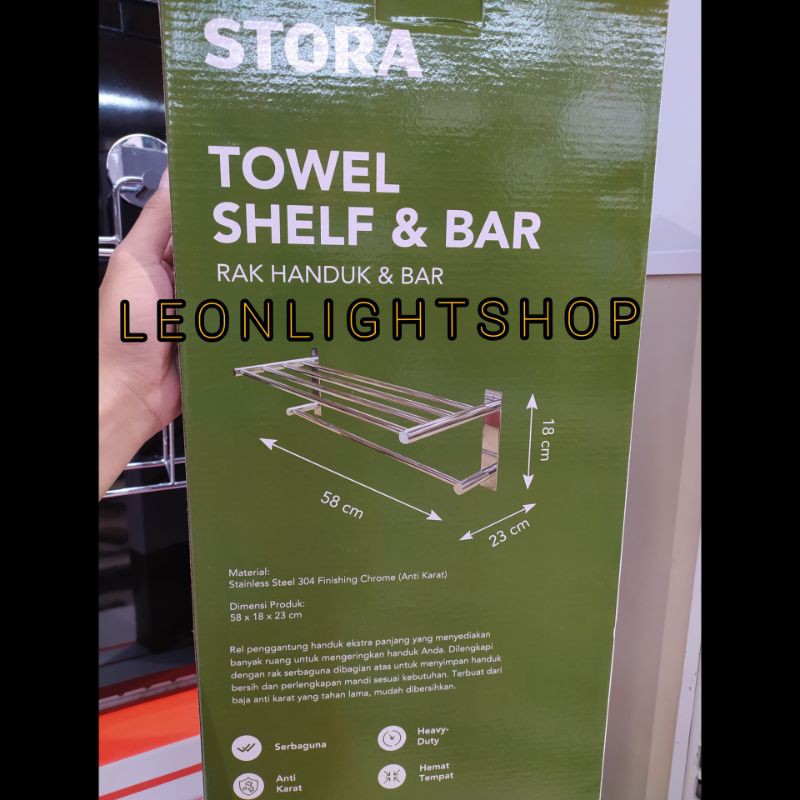 STORA
TOWEL
SHELF & BAR
RAK HANDUK & BAR
LEONLIGHTSHOP
18 cm
58 cm
23 cm
Material:
Stainless Steel 304 Finishing Chrome (Anti Karat)
Dimensi Produk:
58 x 18 x 23 cm
Rel penggantung handuk ekstra panjang yang menyediakan
banyak ruang untuk mengeringkan handuk Anda. Dilengkapi
dengan rak serbaguna dibagian atas untuk menyimpan handuk
bersih dan perlengkapan mandi sesuai kebutuhan. Terbuat dari
baja anti karat yang tahan lama, mudah dibersihkan.
Serbaguna
Heavy-
Duty
Anti
Karat
Hemat
Tempat